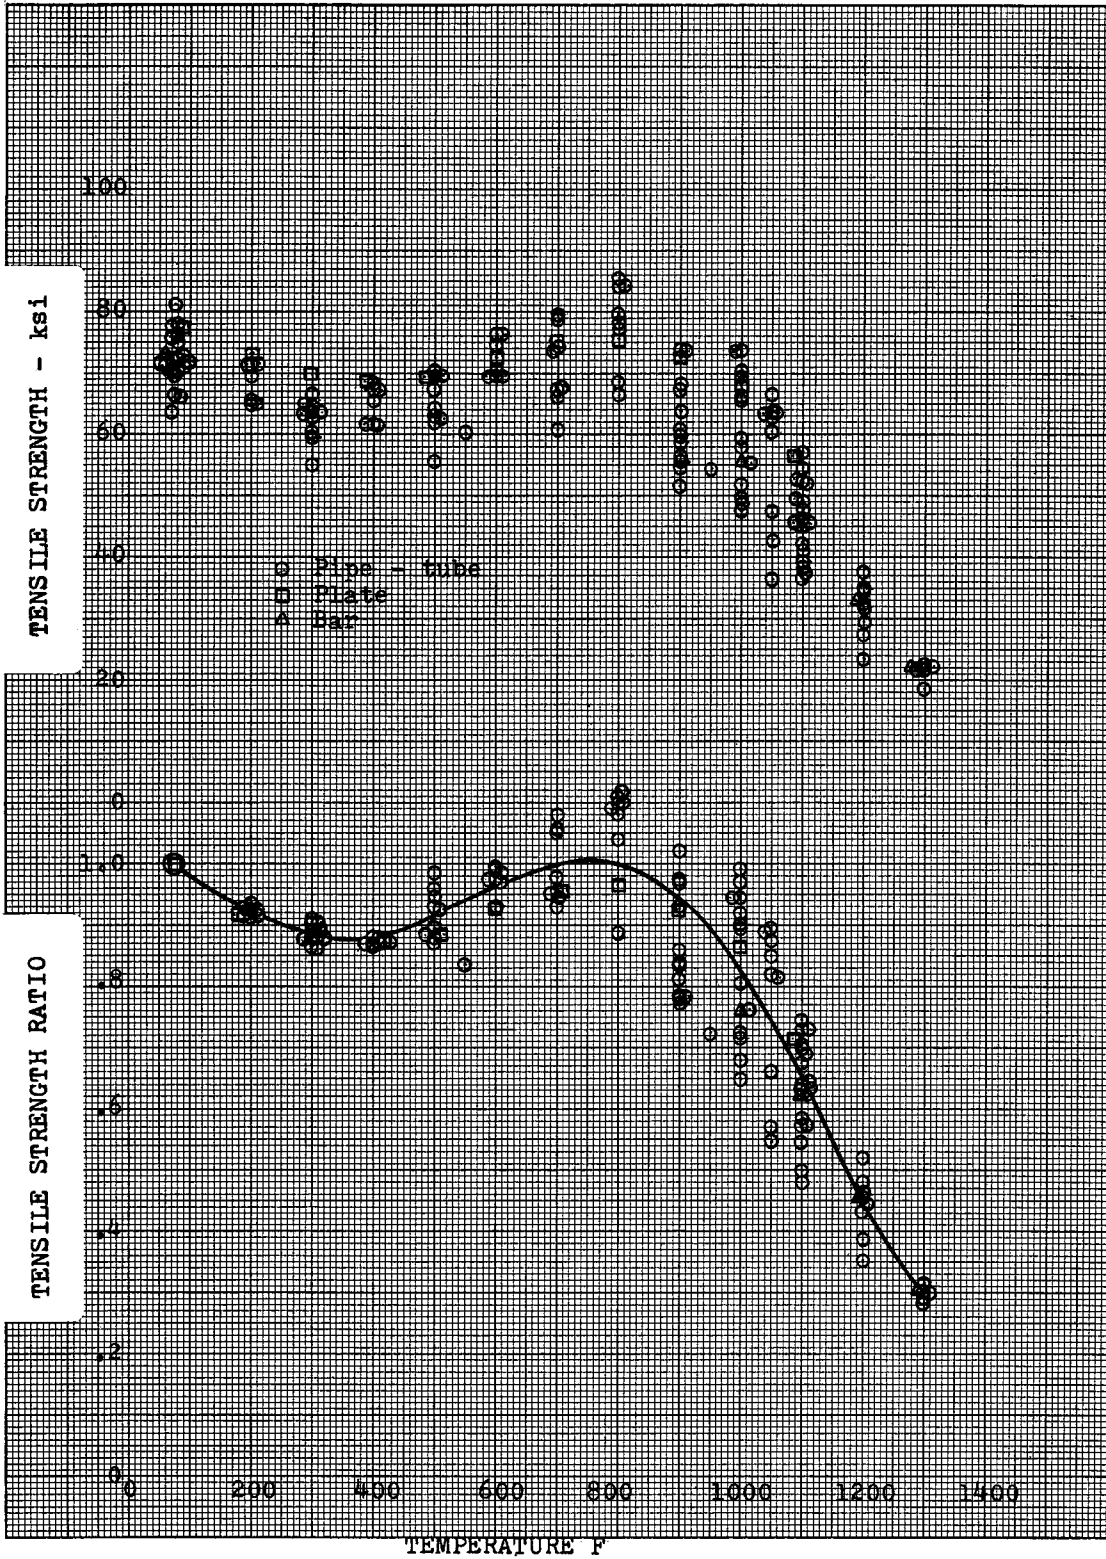 100
80
60
40
20
0
TENSILE STRENGTH - ksi
Pipe - tube
Plate
Bar
1.0
.8
.6
.4
.2
0
TENSILE STRENGTH RATIO
0 200 400 600 800 1000 1200 1400
TEMPERATURE F